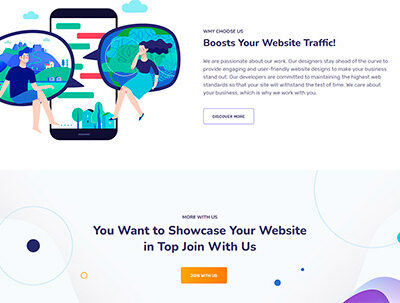 WHY CHOOSE US
Boosts Your Website Traffic!
We are passionate about our work. Our designers stay ahead of the curve to
provide engaging and user-friendly website designs to make your business
stand out. Our developers are committed to maintaining the highest web
standards so that your site will withstand the test of time. We care about
your business, which is why we work with you.
DISCOVER MORE
MORE WITH US
You Want to Showcase Your Website
in Top Join With Us
JOIN WITH US